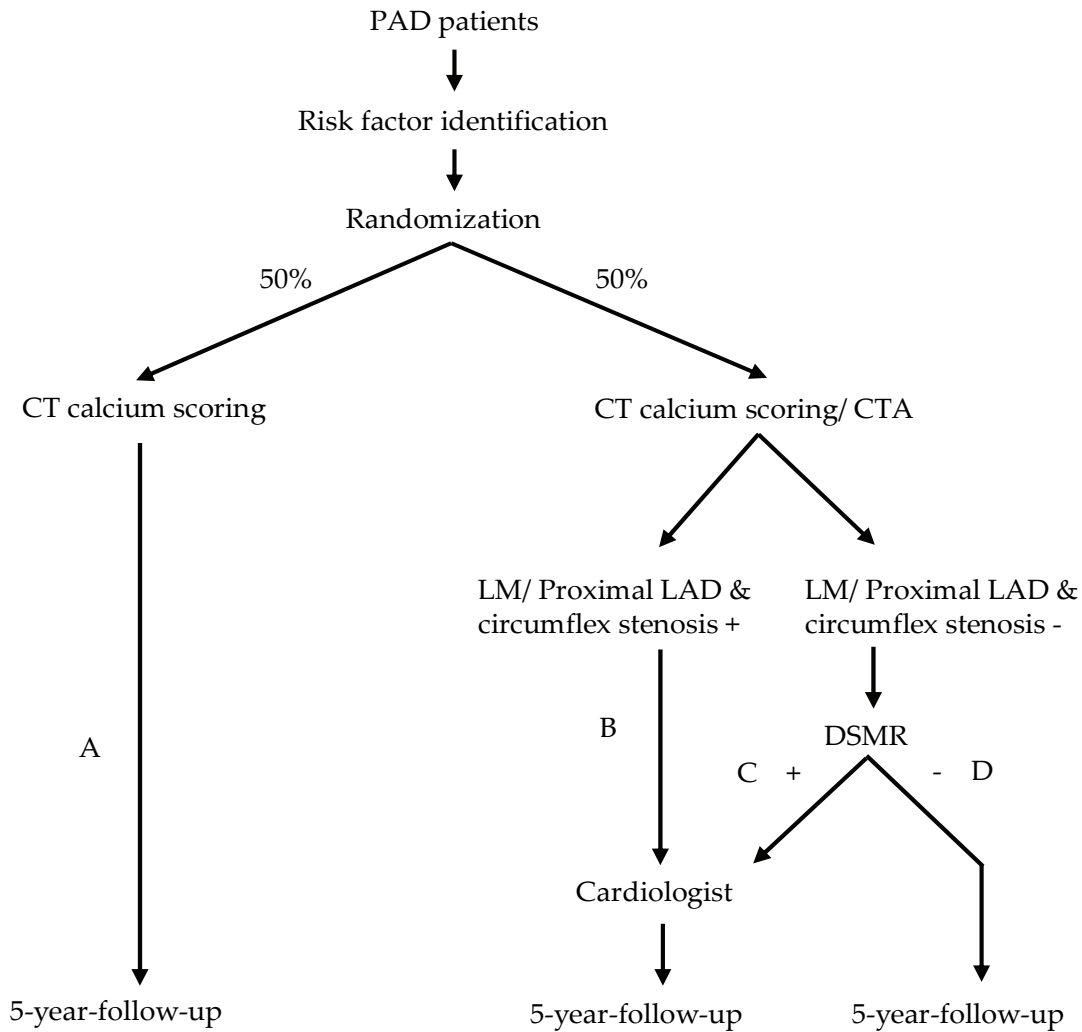 PAD patients
Risk factor identification
Randomization
50%
50%
CT calcium scoring
CT calcium scoring/ CTA
LM/ Proximal LAD &
circumflex stenosis +
LM/ Proximal LAD &
circumflex stenosis -
A
B
DSMR
C + - D
Cardiologist
5-year-follow-up
5-year-follow-up
5-year-follow-up